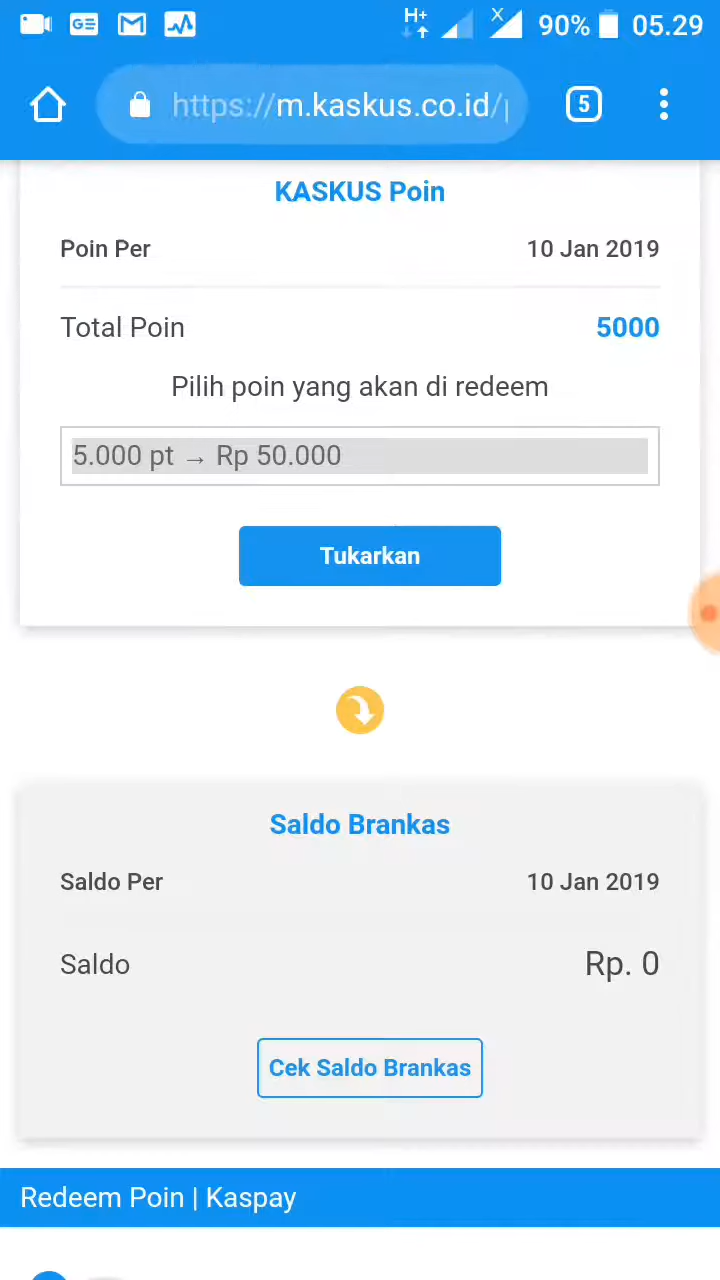 H+ X 90% 05.29
https://m.kaskus.co.id/ 5
KASKUS Poin
Poin Per 10 Jan 2019
Total Poin 5000
Pilih poin yang akan di redeem
5.000 pt → Rp 50.000
Tukarkan
Saldo Brankas
Saldo Per 10 Jan 2019
Saldo Rp. 0
Cek Saldo Brankas
Redeem Poin | Kaspay